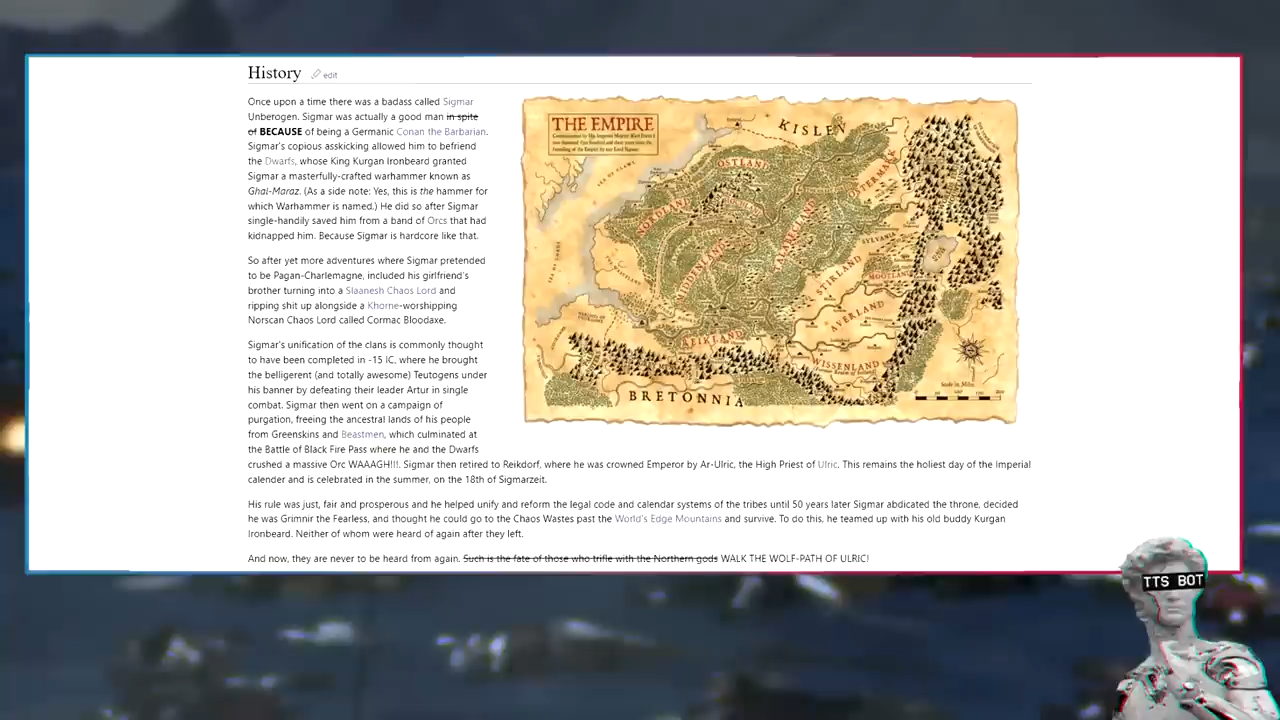 History
edit
Once upon a time there was a badass called Sigmar
Unberogen. Sigmar was actually a good man in spite
of BECAUSE of being a Germanic Conan the Barbarian.
Sigmar's copious asskicking allowed him to befriend
the Dwarfs, whose King Kurgan Ironbeard granted
Sigmar a masterfully-crafted warhammer known as
Ghal-Maraz. (As a side note: Yes, this is the hammer for
which Warhammer is named.) He did so after Sigmar
single-handily saved him from a band of Orcs that had
kidnapped him. Because Sigmar is hardcore like that.
So after yet more adventures where Sigmar pretended
to be Pagan-Charlemagne, included his girlfriend's
brother turning into a Slaanesh Chaos Lord and
ripping shit up alongside a Khorne-worshipping
Norscan Chaos Lord called Cormac Bloodaxe.
Sigmar's unification of the clans is commonly thought
to have been completed in -15 IC, where he brought
the belligerent (and totally awesome) Teutogens under
his banner by defeating their leader Artur in single
combat. Sigmar then went on a campaign of
purgation, freeing the ancestral lands of his people
from Greenskins and Beastmen, which culminated at
the Battle of Black Fire Pass where he and the Dwarfs
crushed a massive Orc WAAAGH!!!. Sigmar then retired to Reikdorf, where he was crowned Emperor by Ar-Ulric, the High Priest of Ulric. This remains the holiest day of the Imperial
calender and is celebrated in the summer, on the 18th of Sigmarzeit.
His rule was just, fair and prosperous and he helped unify and reform the legal code and calendar systems of the tribes until 50 years later Sigmar abdicated the throne, decided
he was Grimnir the Fearless, and thought he could go to the Chaos Wastes past the World's Edge Mountains and survive. To do this, he teamed up with his old buddy Kurgan
Ironbeard. Neither of whom were heard of again after they left.
And now, they are never to be heard from again. Such is the fate of those who trifle with the Northern gods WALK THE WOLF-PATH OF ULRIC!
THE EMPIRE
KISLEV
OSTLAND
OSTERMARK
NORDLAND
MIDDENLAND
TALABECLAND
SYLVANIA
STIRLAND
MOOTLAND
AVERLAND
REIKLAND
WISSENLAND
BRETONNIA
Scale in Miles
TTS BOT